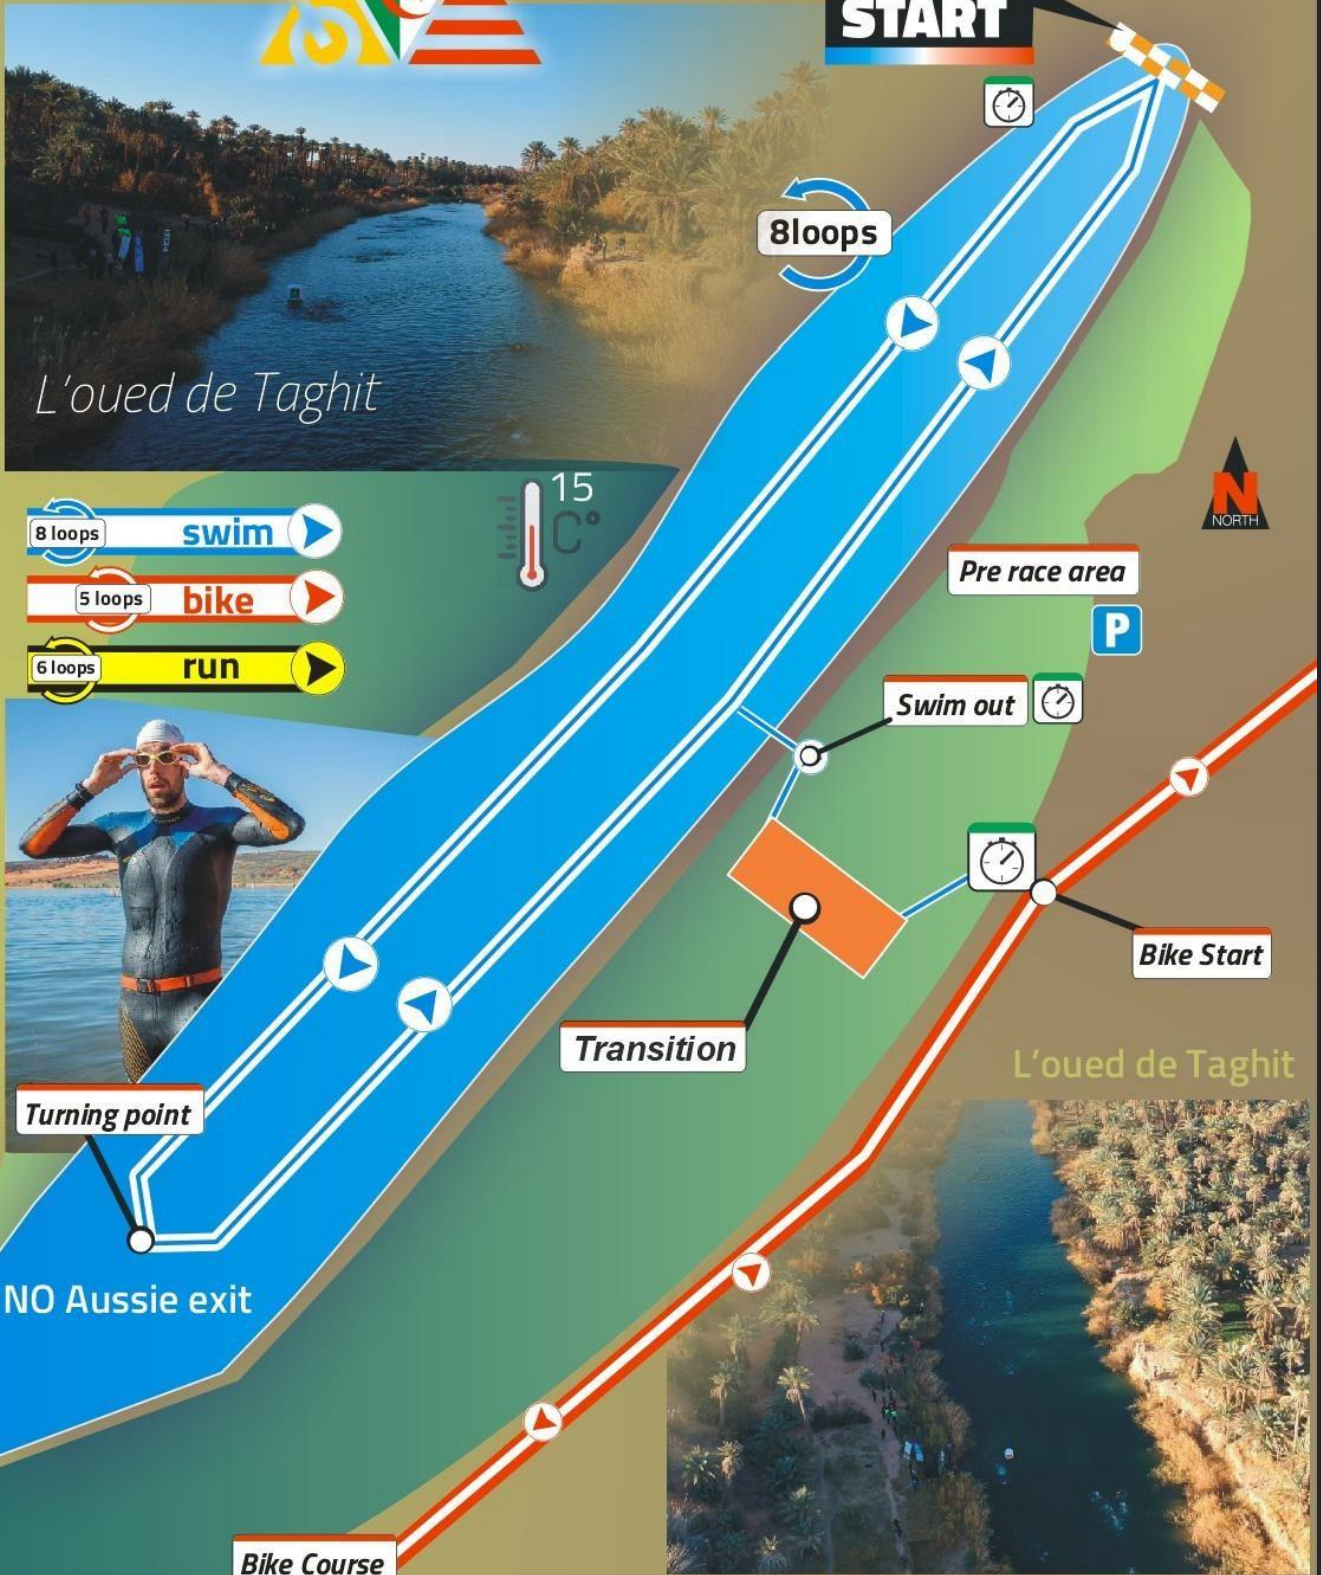 START
8loops
L'oued de Taghit
15
C°
8 loops
swim
5 loops
bike
6 loops
run
N
NORTH
Pre race area
P
Swim out
Bike Start
Transition
L'oued de Taghit
Turning point
NO Aussie exit
Bike Course